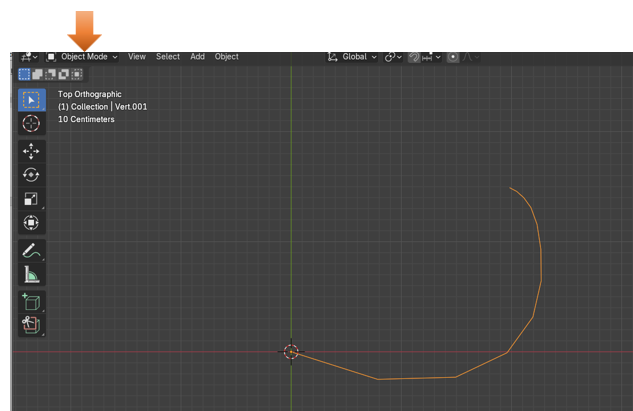 Object Mode View Select Add Object Global
Top Orthographic
(1) Collection | Vert.001
10 Centimeters